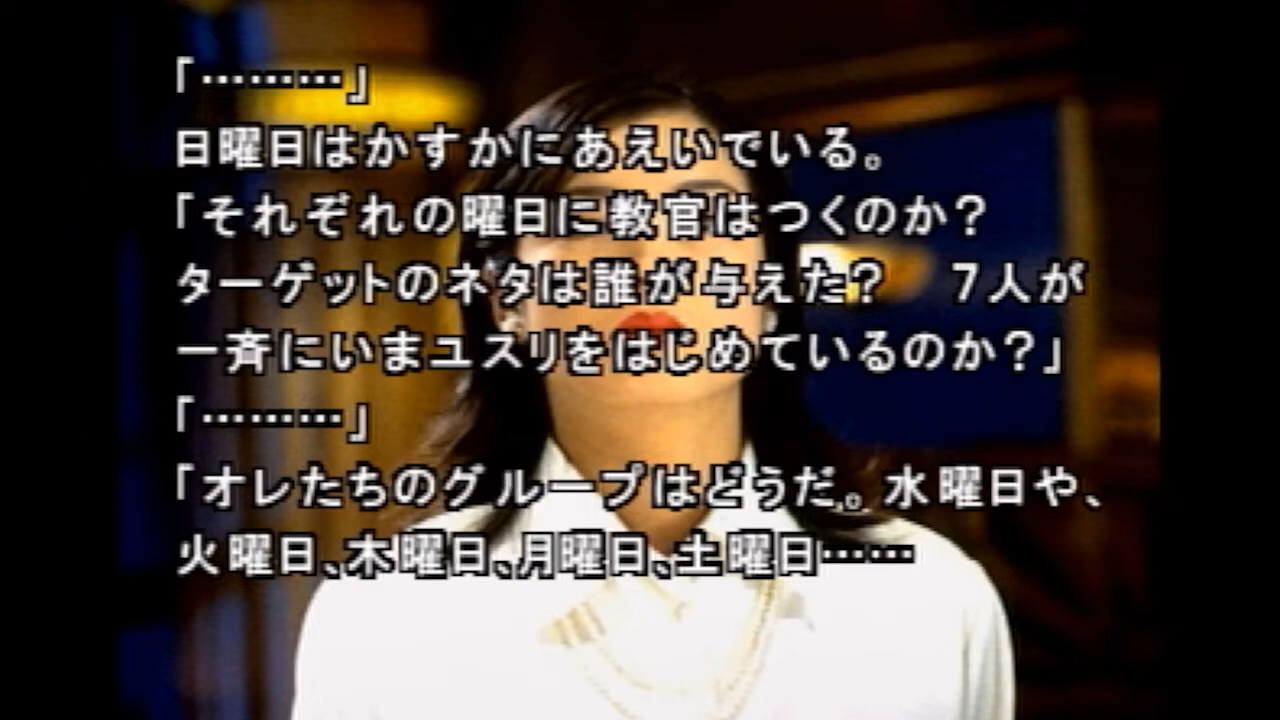 「………」
日曜日はかすかにあえいでいる。
「それぞれの曜日に教官はつくのか？
ターゲットのネタは誰が与えた？　７人が
一斉にいまユスリをはじめているのか？」
「………」
「オレたちのグループはどうだ。水曜日や、
火曜日、木曜日、月曜日、土曜日……